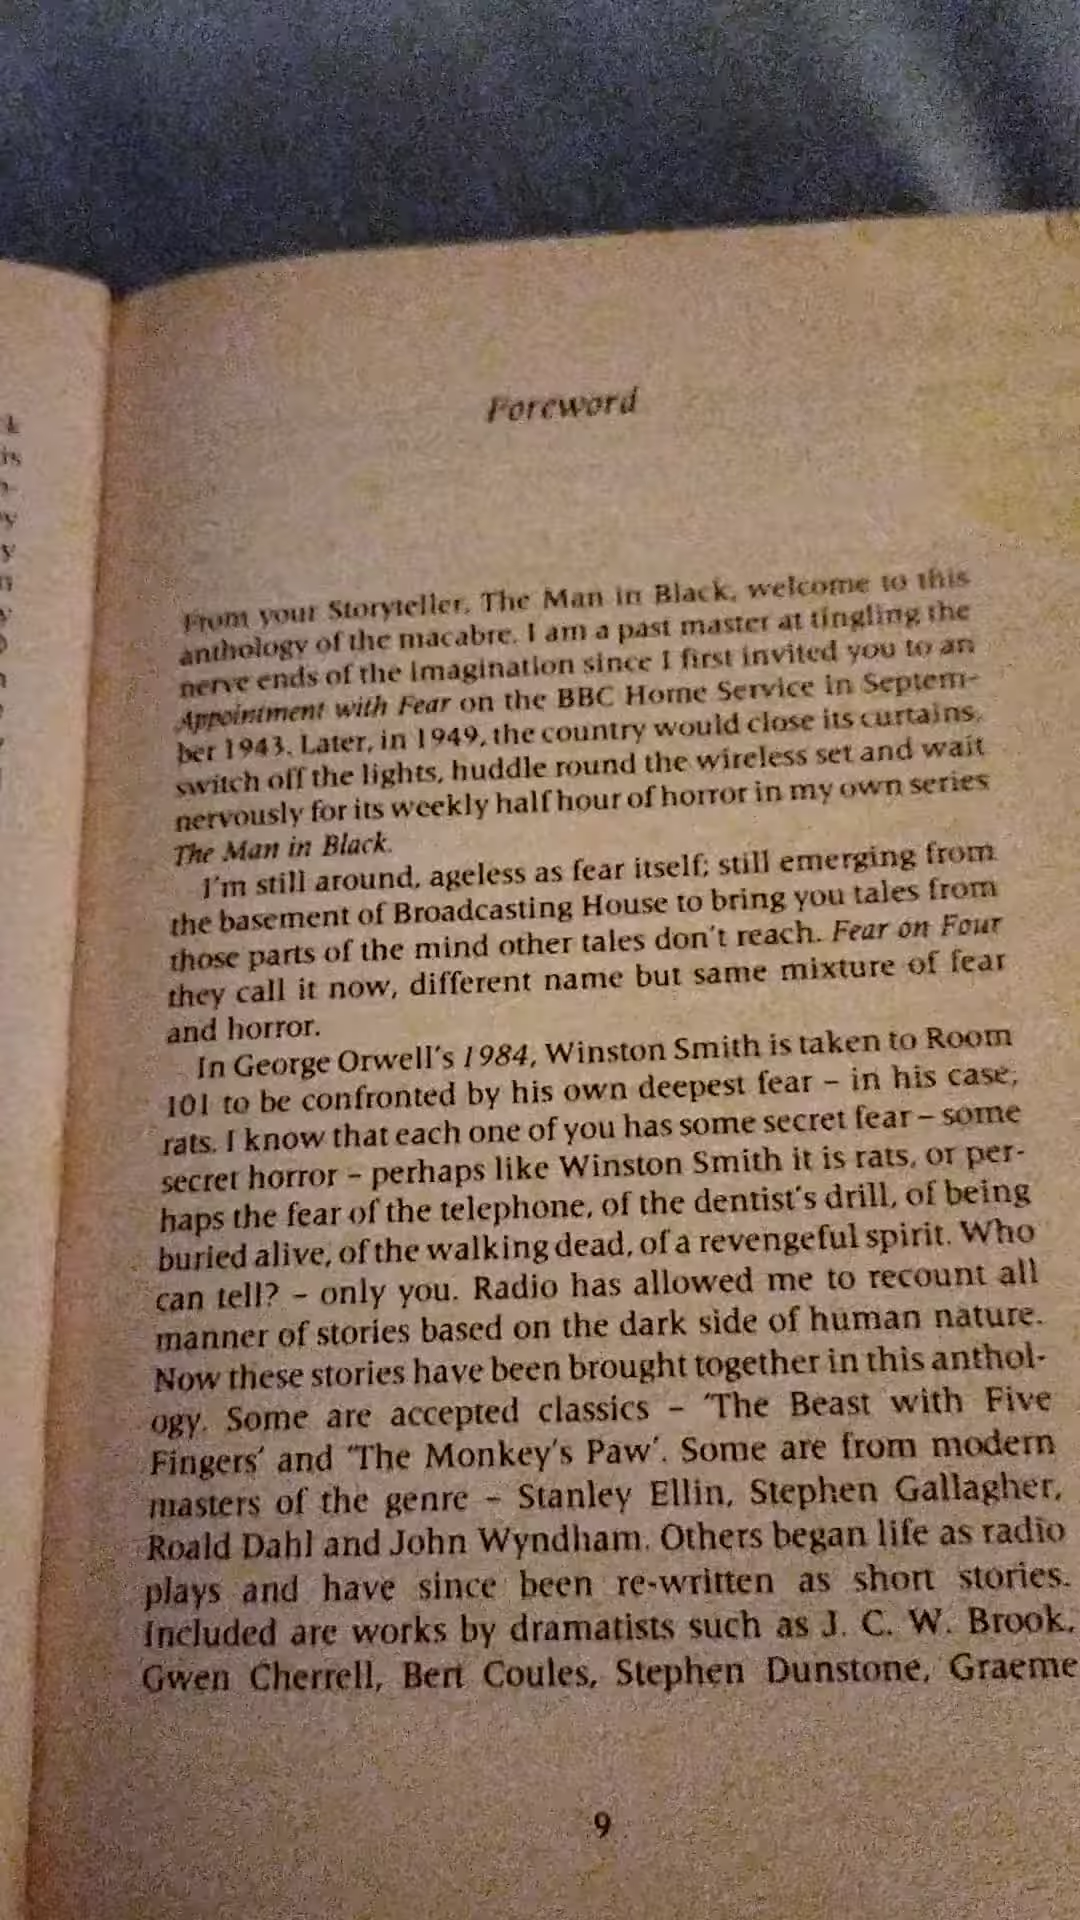 Foreword
From your Storyteller, The Man in Black, welcome to this
anthology of the macabre. I am a past master at tingling the
nerve ends of the imagination since I first invited you to an
Appointment with Fear on the BBC Home Service in Septem-
ber 1943. Later, in 1949, the country would close its curtains,
switch off the lights, huddle round the wireless set and wait
nervously for its weekly half hour of horror in my own series
The Man in Black.
I'm still around, ageless as fear itself; still emerging from
the basement of Broadcasting House to bring you tales from
those parts of the mind other tales don't reach. Fear on Four
they call it now, different name but same mixture of fear
and horror.
In George Orwell's 1984, Winston Smith is taken to Room
101 to be confronted by his own deepest fear – in his case,
rats. I know that each one of you has some secret fear – some
secret horror – perhaps like Winston Smith it is rats, or per-
haps the fear of the telephone, of the dentist's drill, of being
buried alive, of the walking dead, of a revengeful spirit. Who
can tell? – only you. Radio has allowed me to recount all
manner of stories based on the dark side of human nature.
Now these stories have been brought together in this anthol-
ogy. Some are accepted classics – 'The Beast with Five
Fingers' and 'The Monkey's Paw'. Some are from modern
masters of the genre – Stanley Ellin, Stephen Gallagher,
Roald Dahl and John Wyndham. Others began life as radio
plays and have since been re-written as short stories.
Included are works by dramatists such as J. C. W. Brook,
Gwen Cherrell, Bert Coules, Stephen Dunstone, Graeme
9